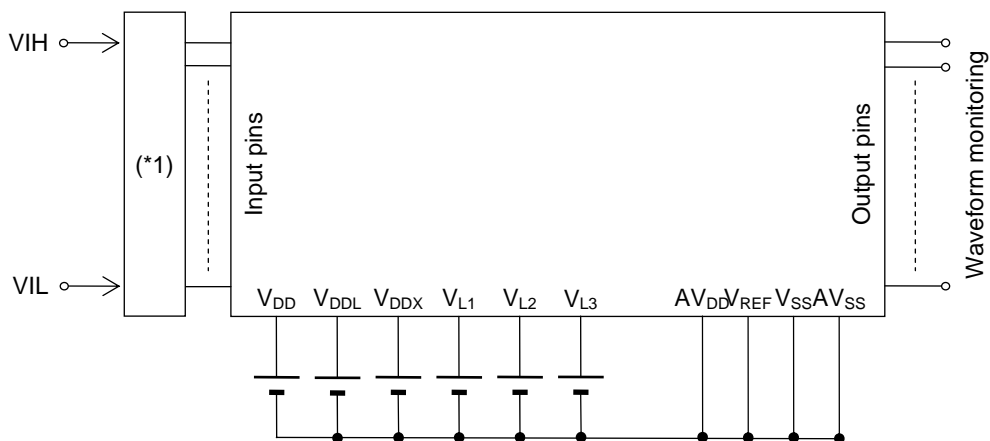 VIH
(*1)
VIL
Input pins
Output pins
Waveform monitoring
VDD VDDL VDDX VL1 VL2 VL3 AVDD VREF VSS AVSS